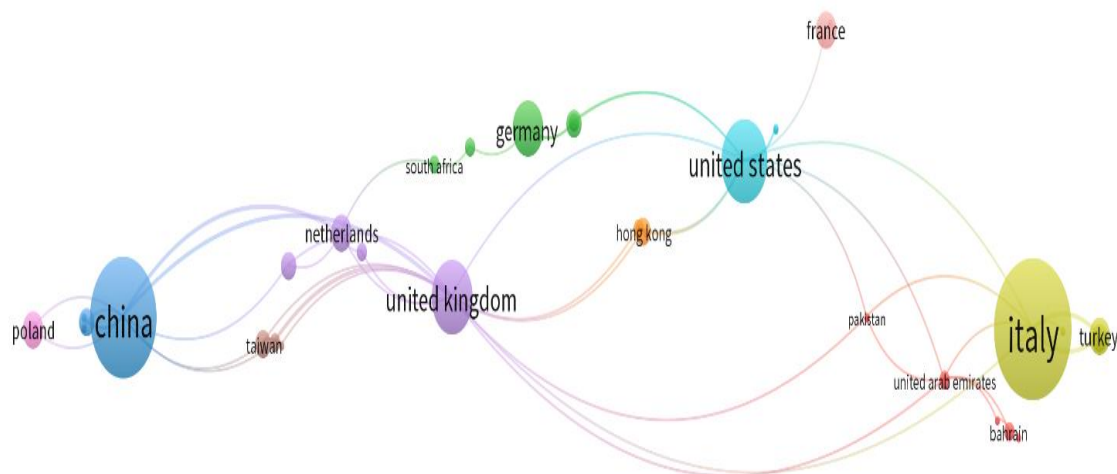 france
germany
south africa
united states
netherlands
hong kong
united kingdom
china
poland
taiwan
pakistan
italy
turkey
united arab emirates
bahrain